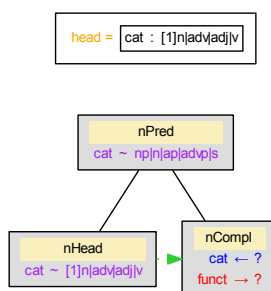 head = cat : [1]n|adv|adj|v
nPred
cat ~ np|n|ap|advp|s
nHead
cat ~ [1]n|adv|adj|v
nCompl
cat ← ?
funct → ?